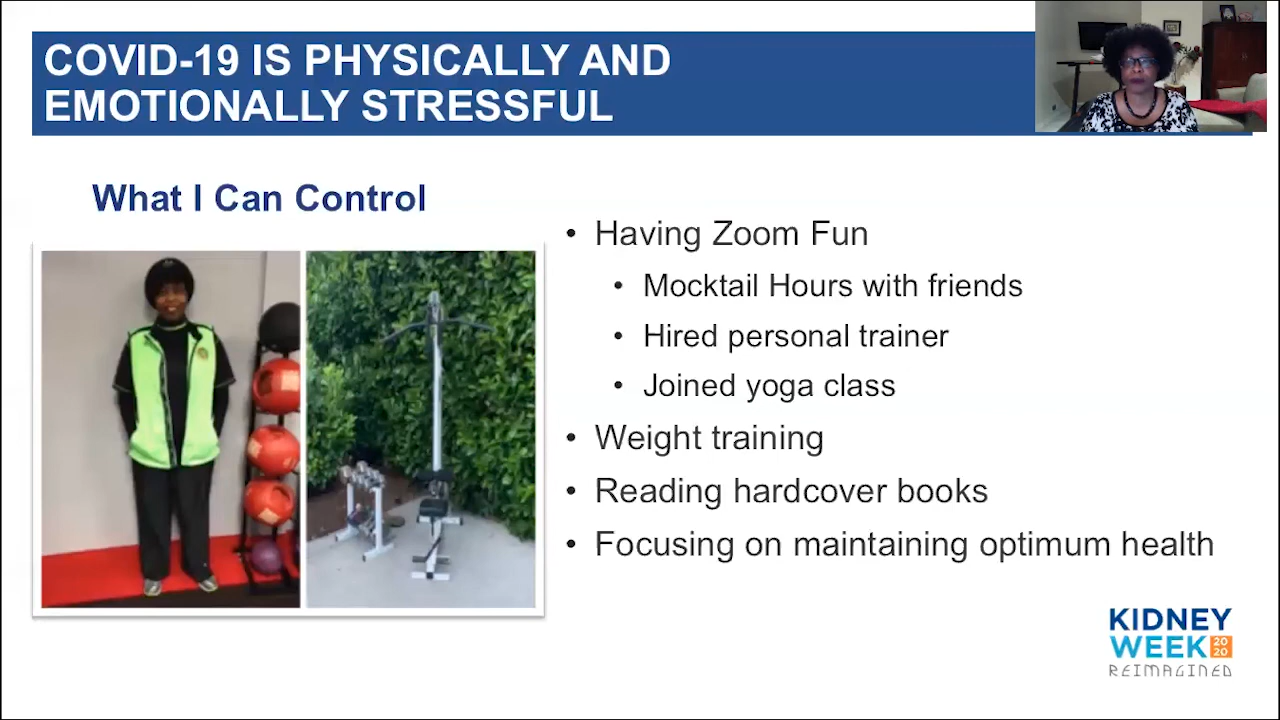 COVID-19 IS PHYSICALLY AND
EMOTIONALLY STRESSFUL
What I Can Control
• Having Zoom Fun
• Mocktail Hours with friends
• Hired personal trainer
• Joined yoga class
• Weight training
• Reading hardcover books
• Focusing on maintaining optimum health
KIDNEY
WEEK 2020
REIMAGINED